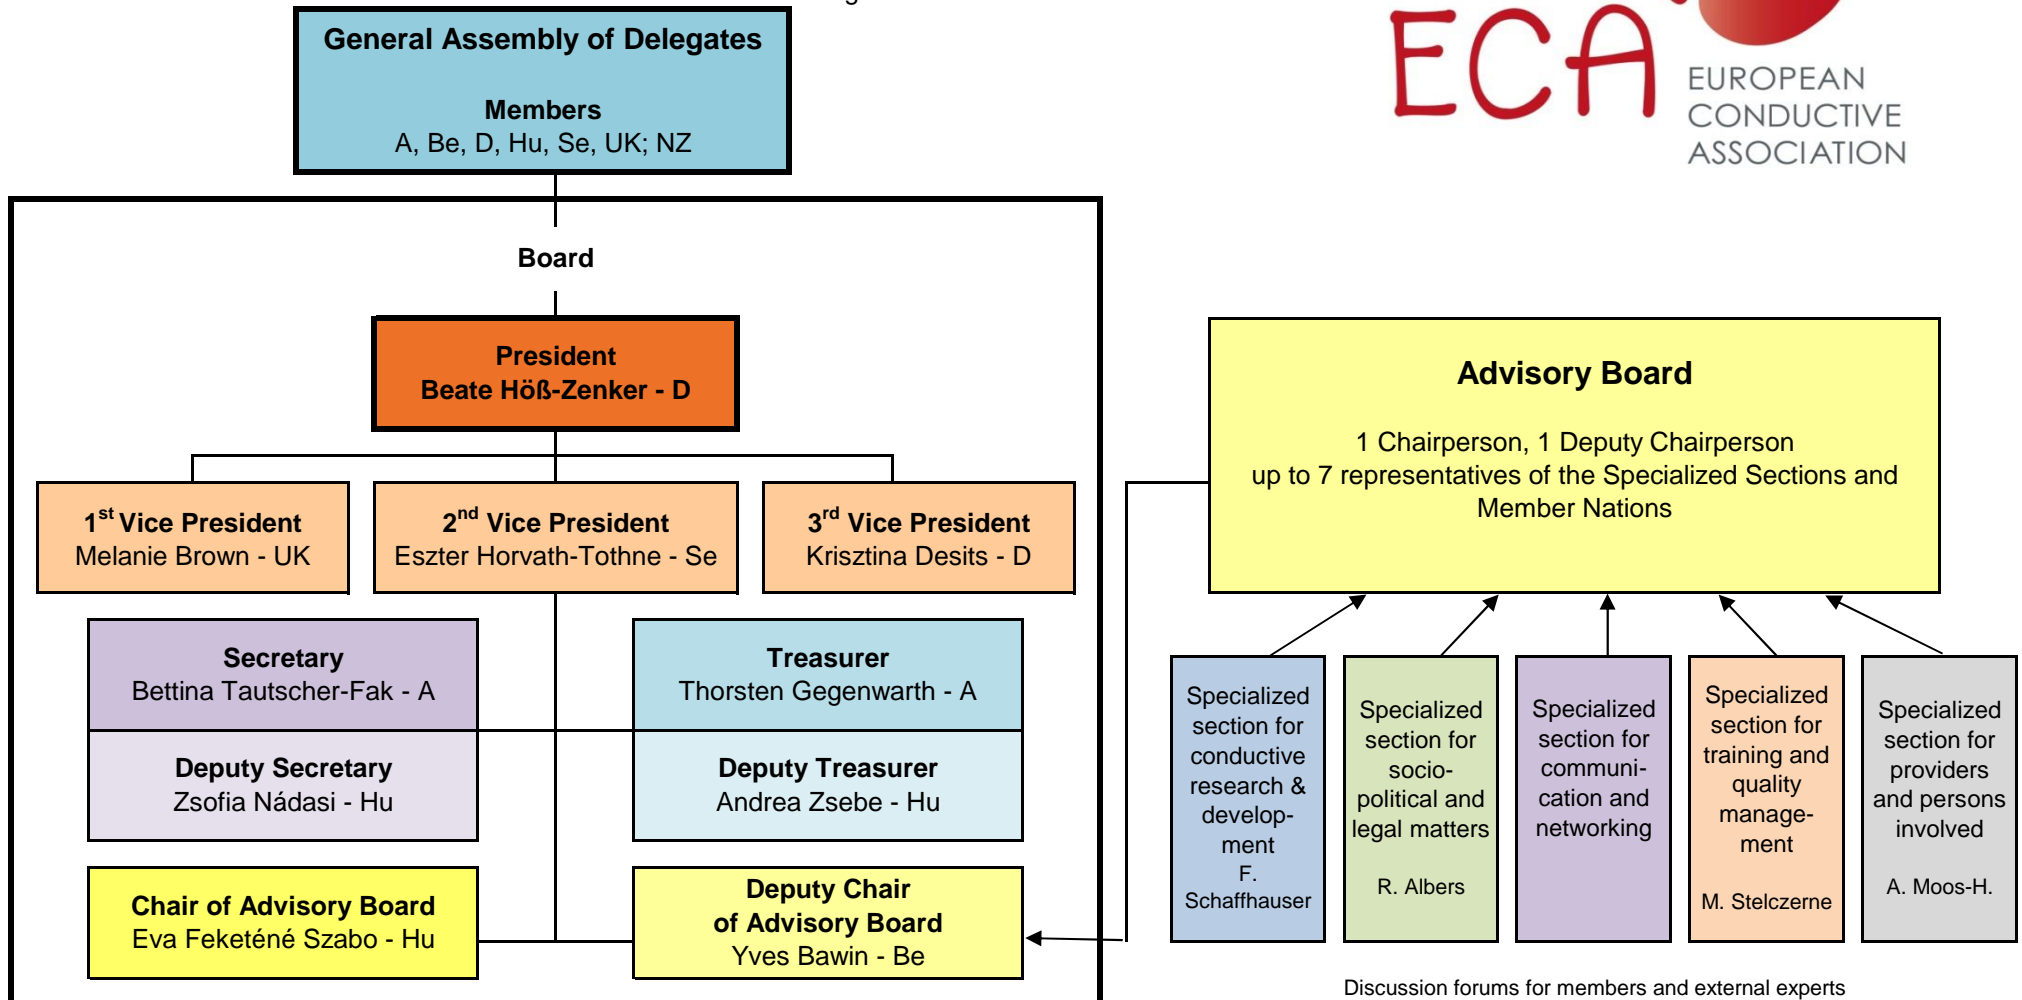 General Assembly of Delegates
Members
A, Be, D, Hu, Se, UK; NZ
ECA
EUROPEAN
CONDUCTIVE
ASSOCIATION
Board
President
Beate Höß-Zenker - D
1st Vice President
Melanie Brown - UK
2nd Vice President
Eszter Horvath-Tothne - Se
3rd Vice President
Krisztina Desits - D
Secretary
Bettina Tautscher-Fak - A
Treasurer
Thorsten Gegenwarth - A
Deputy Secretary
Zsofia Nádasi - Hu
Deputy Treasurer
Andrea Zsebe - Hu
Chair of Advisory Board
Eva Feketéné Szabo - Hu
Deputy Chair
of Advisory Board
Yves Bawin - Be
Advisory Board
1 Chairperson, 1 Deputy Chairperson
up to 7 representatives of the Specialized Sections and
Member Nations
Specialized
section for
conductive
research &
develop-
ment
F.
Schaffhauser
Specialized
section for
socio-
political and
legal matters
R. Albers
Specialized
section for
communi-
cation and
networking
Specialized
section for
training and
quality
manage-
ment
M. Stelczerne
Specialized
section for
providers
and persons
involved
A. Moos-H.
Discussion forums for members and external experts